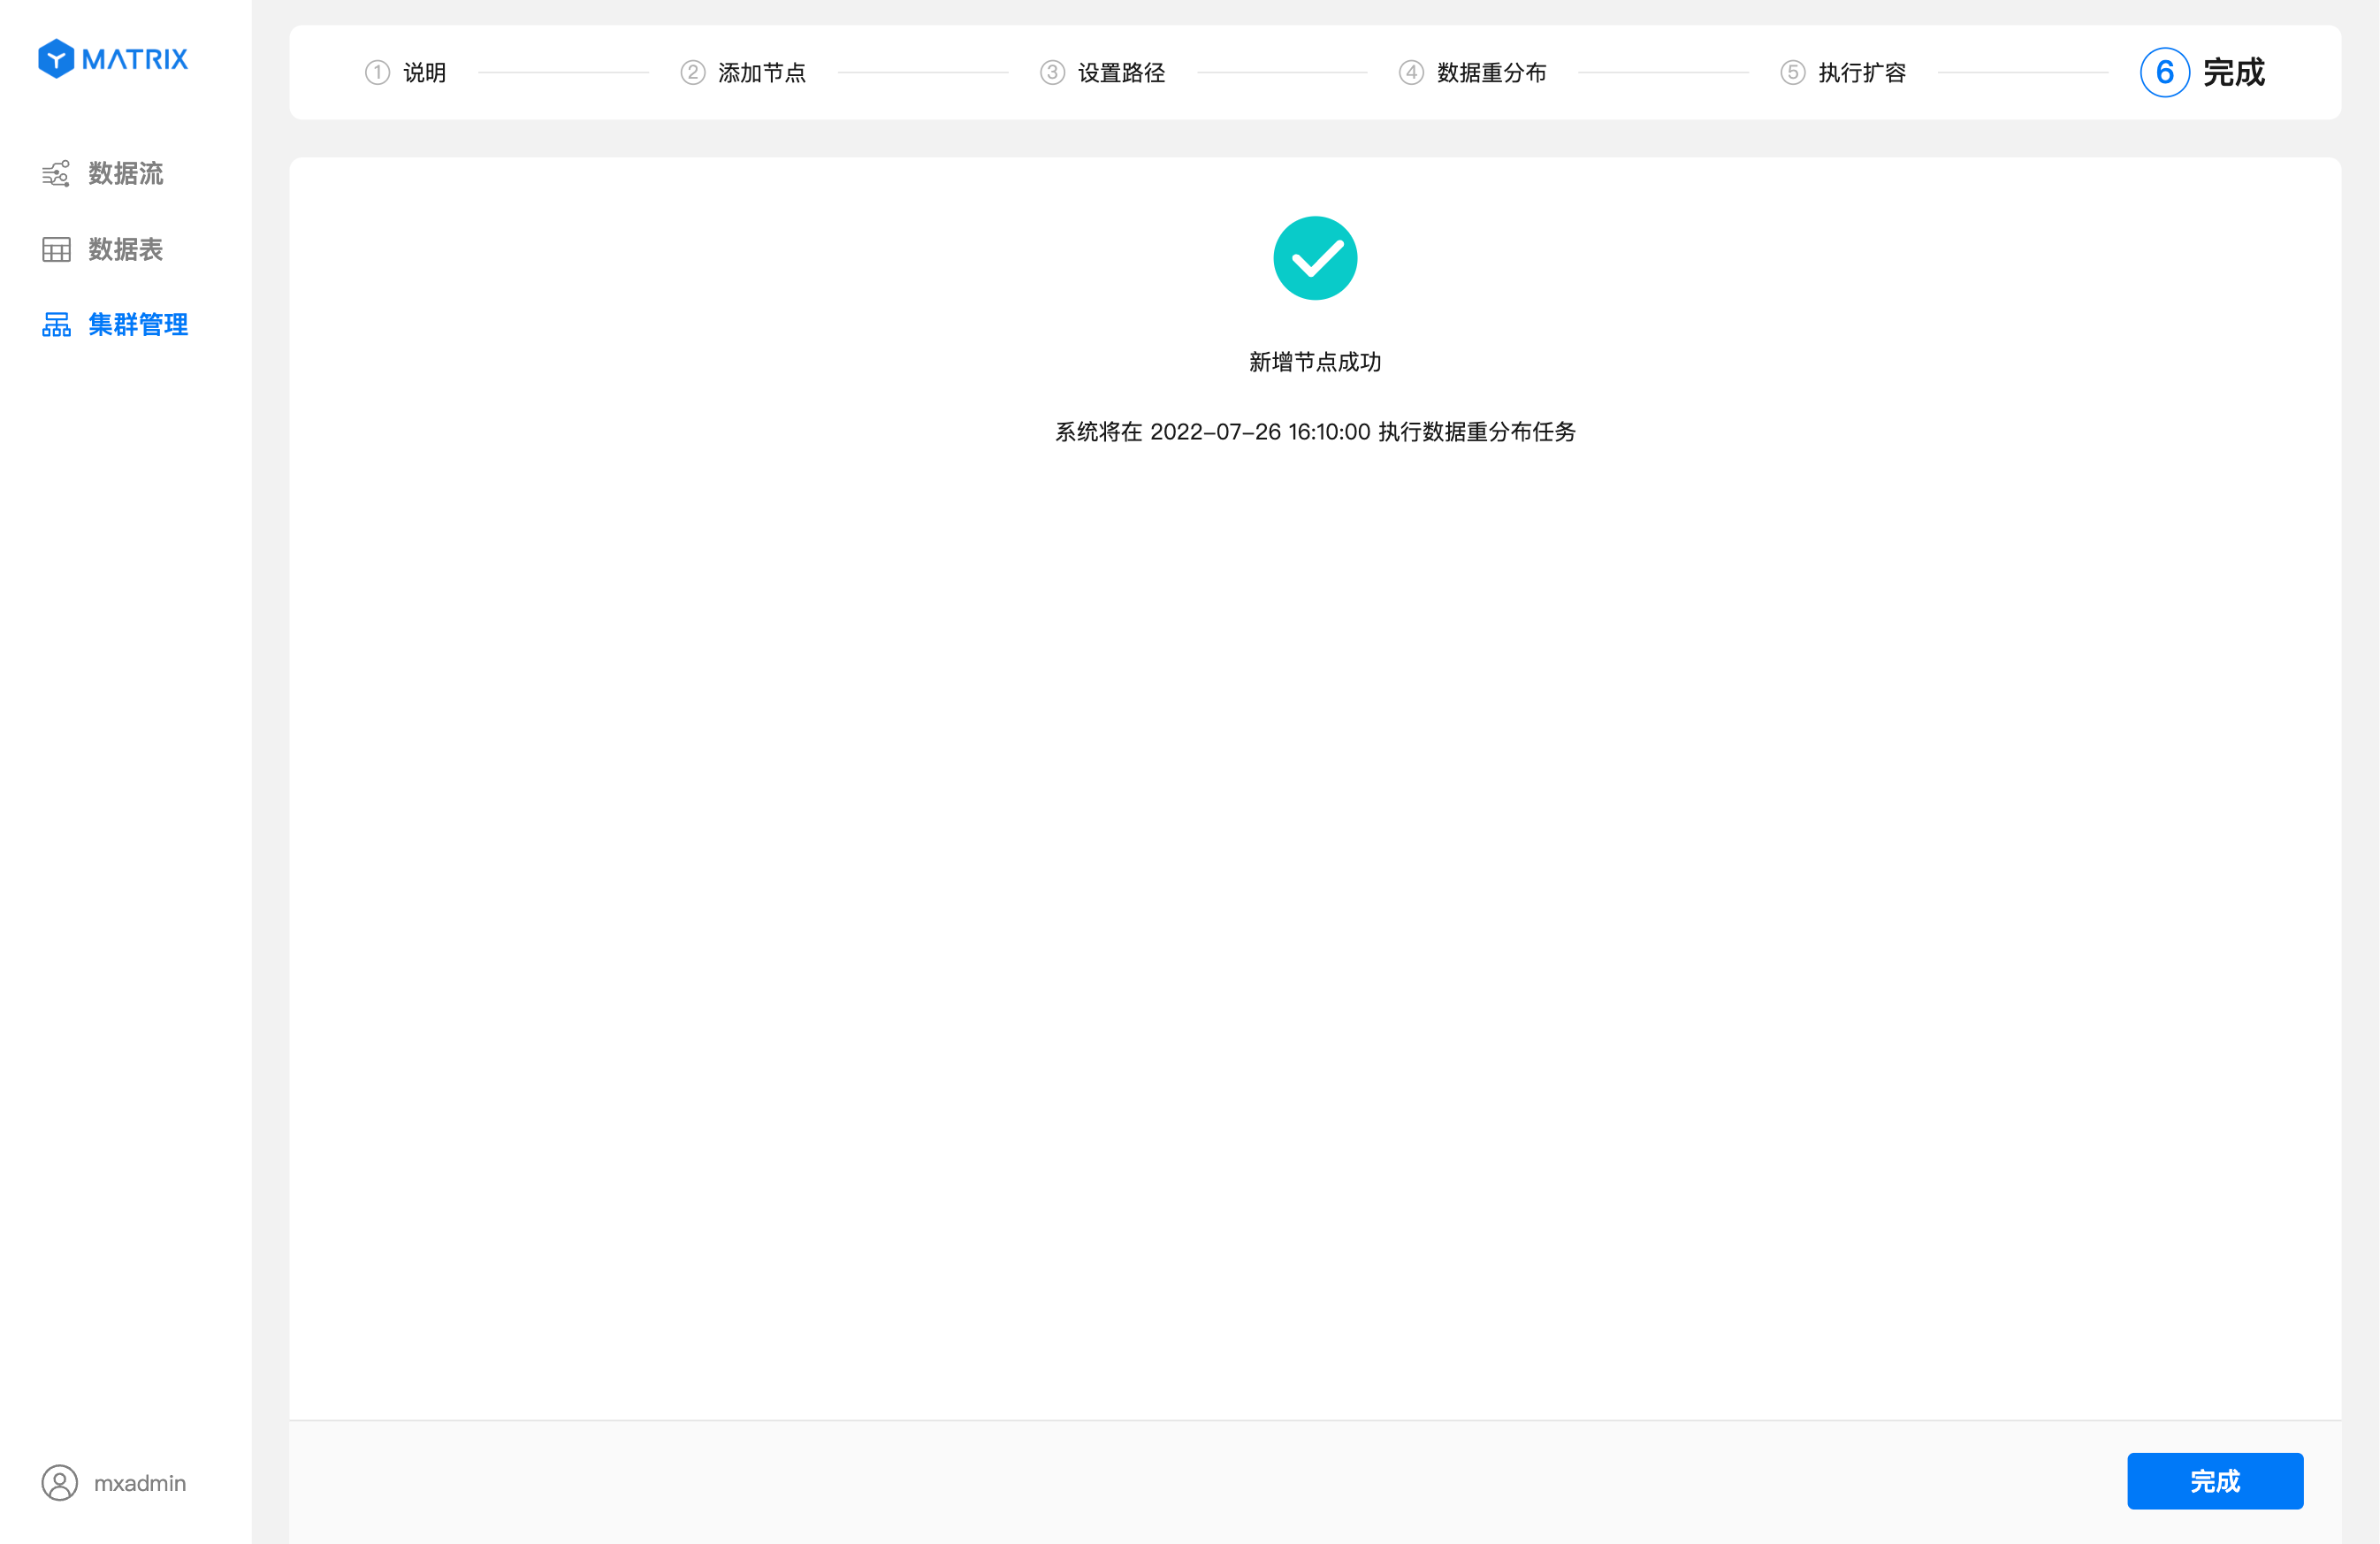 MATRIX
数据流
数据表
集群管理
mxadmin
1 说明
2 添加节点
3 设置路径
4 数据重分布
5 执行扩容
6 完成
新增节点成功
系统将在 2022-07-26 16:10:00 执行数据重分布任务
完成